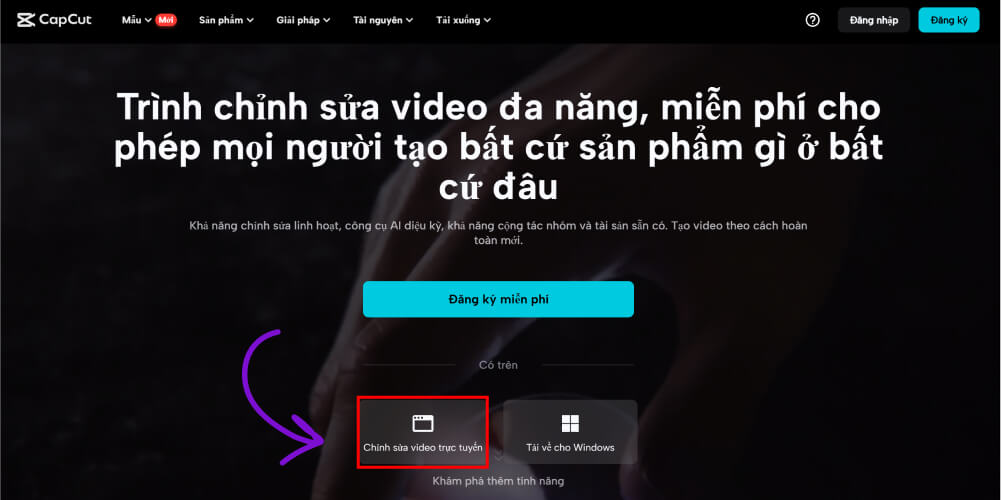 CapCut
Mẫu Mới Sản phẩm Giải pháp Tài nguyên Tải xuống
Đăng nhập Đăng ký
Trình chỉnh sửa video đa năng, miễn phí cho
phép mọi người tạo bất cứ sản phẩm gì ở bất
cứ đâu
Khả năng chỉnh sửa linh hoạt, công cụ AI diệu kỳ, khả năng cộng tác nhóm và tài sản sẵn có. Tạo video theo cách hoàn
toàn mới.
Đăng ký miễn phí
Có trên
Chỉnh sửa video trực tuyến
Tải về cho Windows
Khám phá thêm tính năng